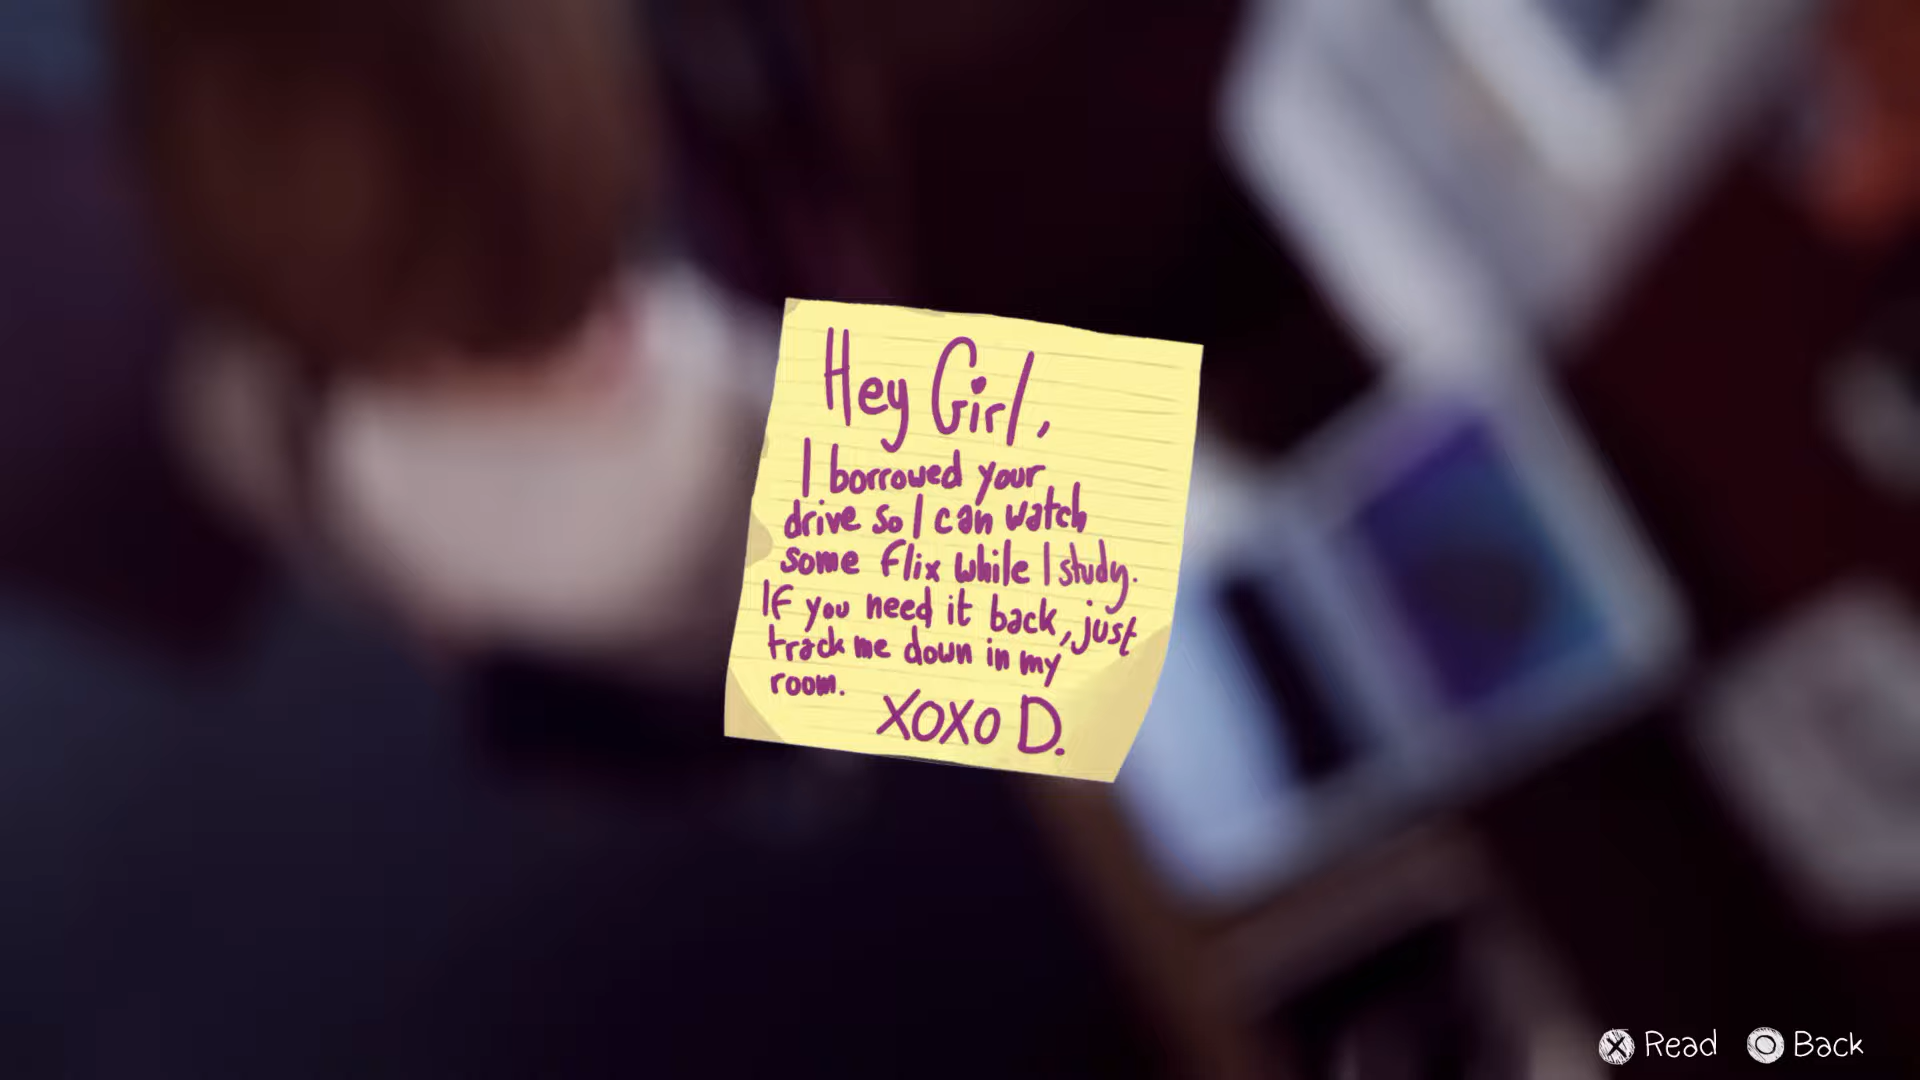 Hey Girl,
I borrowed your
drive so I can watch
some flix while I study.
If you need it back, just
track me down in my
room.
XOXO D.
Read Back